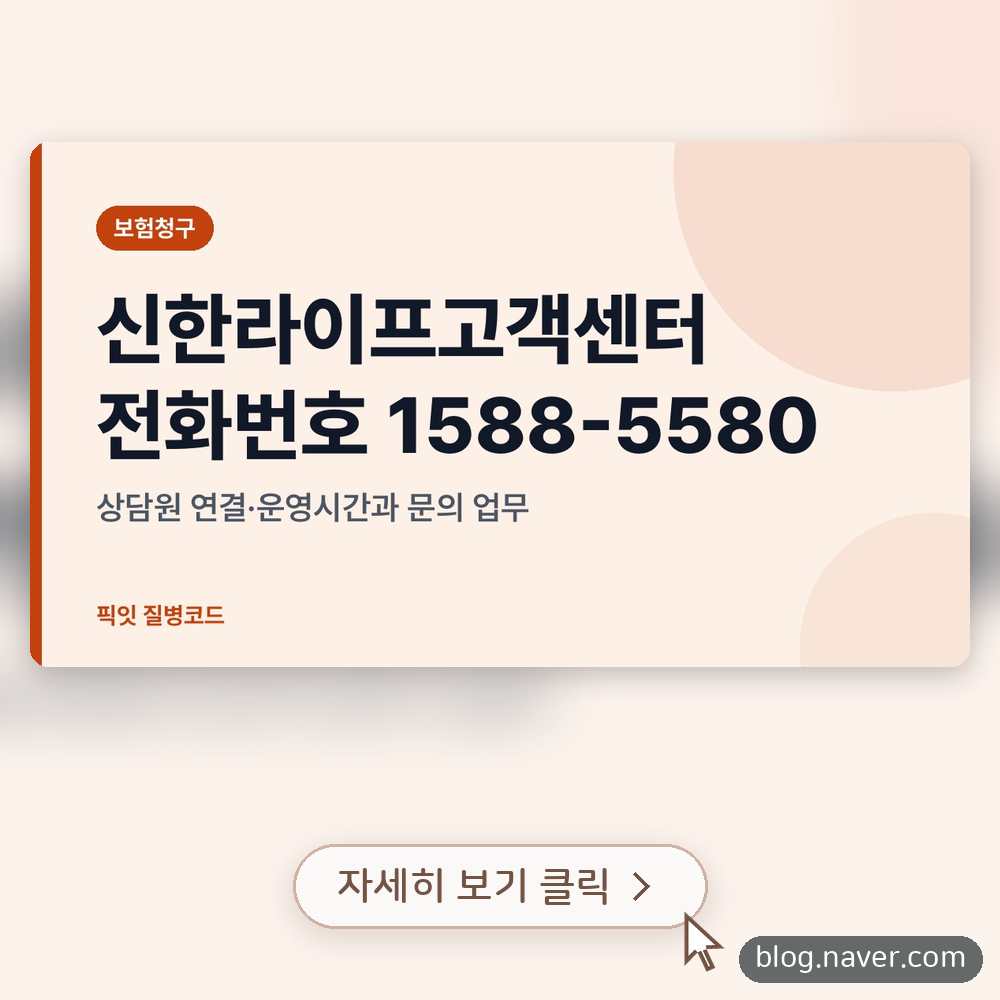 보험청구
신한라이프고객센터
전화번호 1588-5580
상담원 연결·운영시간과 문의 업무
픽잇 질병코드
자세히 보기 클릭
blog.naver.com